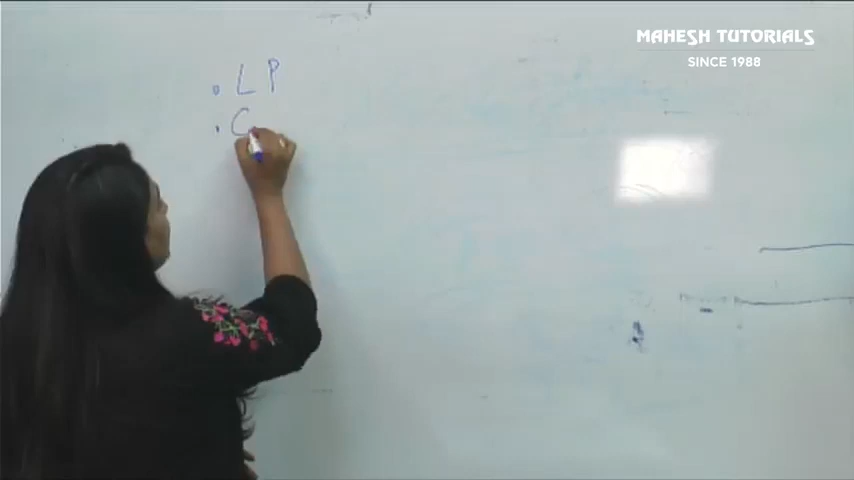 MAHESH TUTORIALS
SINCE 1988
. L P
. C